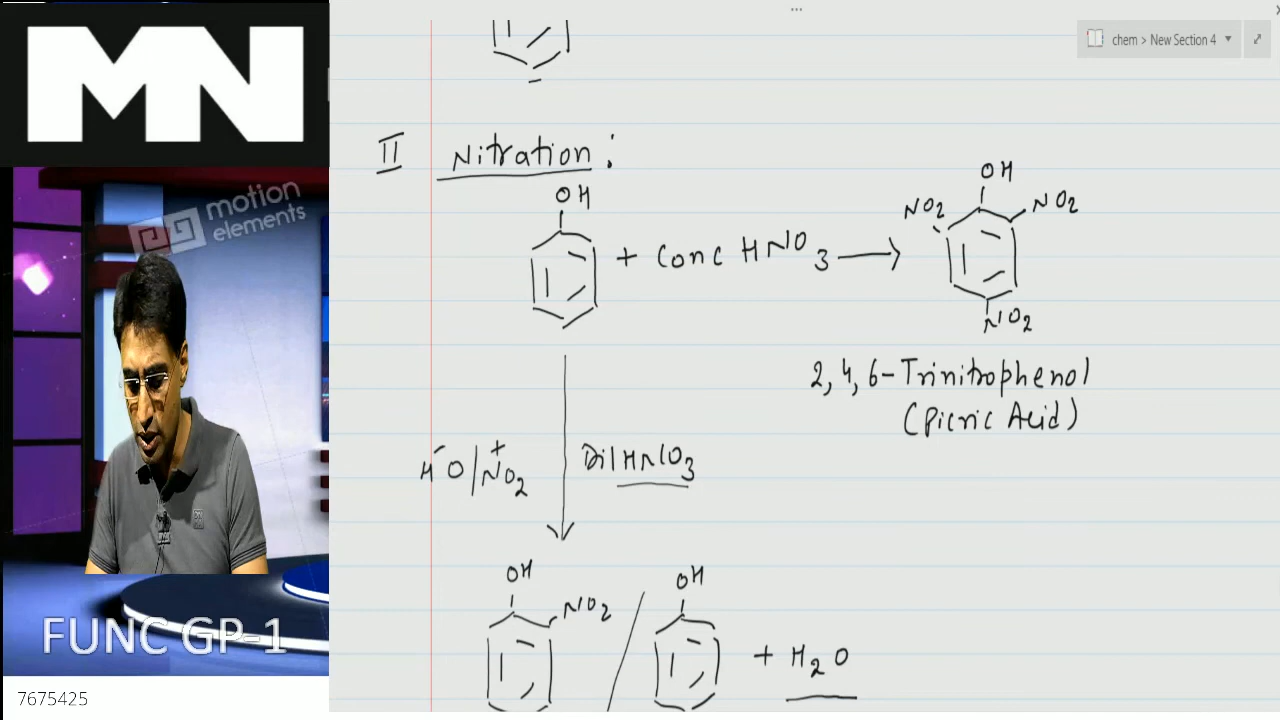 MN
chem > New Section 4
motion
elements
II Nitration :
OH
+ Conc HNO3
OH
NO2
NO2
NO2
2,4,6-Trinitrophenol
(Picric Acid)
H O/NO2+
Dil HNO3
OH
NO2
/
OH
+ H2O
FUNC GP-1
7675425